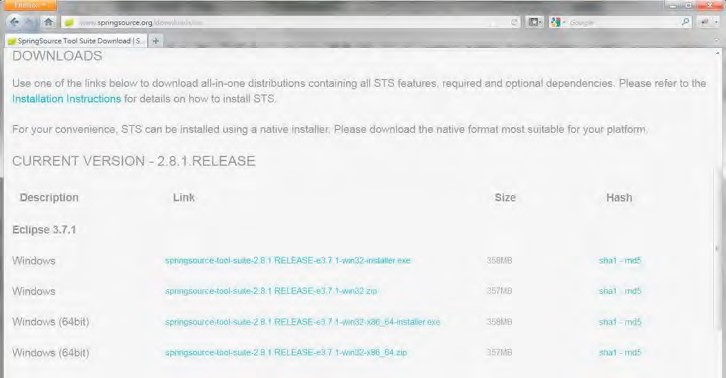 Firefox
www.springsource.org/downloads/sts
Google
SpringSource Tool Suite Download | S...
DOWNLOADS
Use one of the links below to download all-in-one distributions containing all STS features, required and optional dependencies. Please refer to the
Installation Instructions for details on how to install STS.
For your convenience, STS can be installed using a native installer. Please download the native format most suitable for your platform.
CURRENT VERSION - 2.8.1.RELEASE
Description Link Size Hash
Eclipse 3.7.1
Windows springsource-tool-suite-2.8.1.RELEASE-e3.7.1-win32-installer.exe 358MB sha1 - md5
Windows springsource-tool-suite-2.8.1.RELEASE-e3.7.1-win32.zip 357MB sha1 - md5
Windows (64bit) springsource-tool-suite-2.8.1.RELEASE-e3.7.1-win32-x86_64-installer.exe 358MB sha1 - md5
Windows (64bit) springsource-tool-suite-2.8.1.RELEASE-e3.7.1-win32-x86_64.zip 357MB sha1 - md5